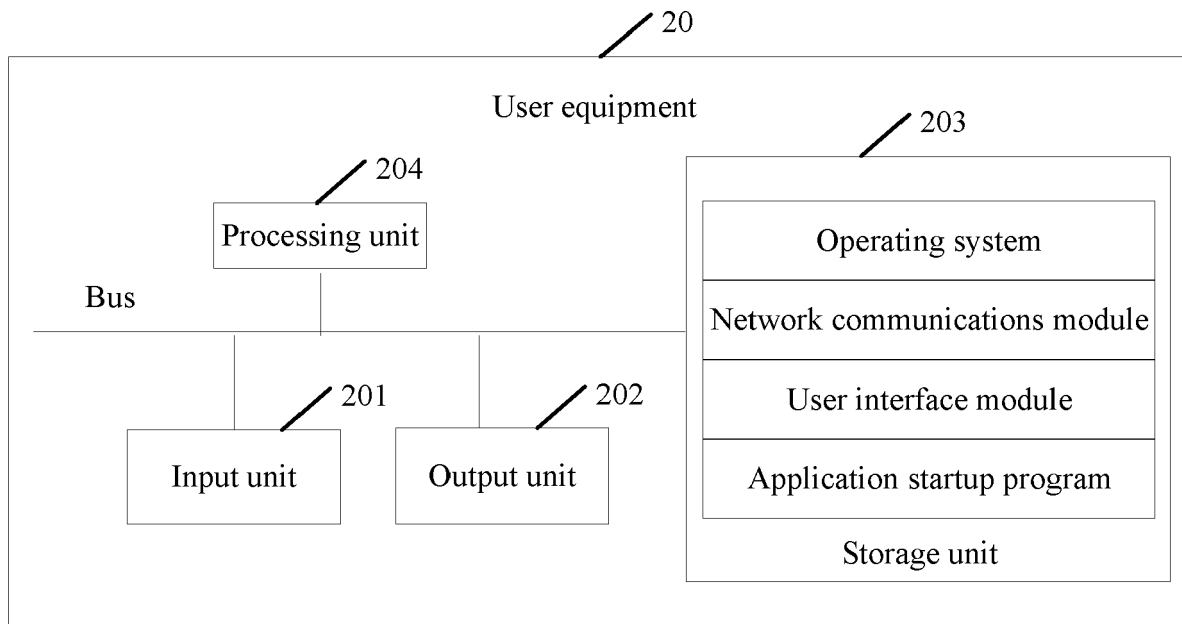 20
User equipment
203
204
Processing unit
Operating system
Bus
Network communications module
User interface module
201
202
Input unit
Output unit
Application startup program
Storage unit